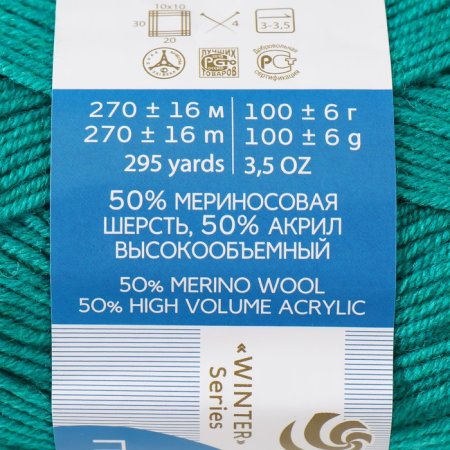 10x10
30
20
4
3-3,5
ЛУЧШИХ
РСТ
ТОВАРОВ
Добровольная
сертификация
270 ± 16 м 100 ± 6 г
270 ± 16 m 100 ± 6 g
295 yards 3,5 OZ
50% МЕРИНОСОВАЯ
ШЕРСТЬ, 50% АКРИЛ
ВЫСОКООБЪЕМНЫЙ
50% MERINO WOOL
50% HIGH VOLUME ACRYLIC
«WINTER»
Series